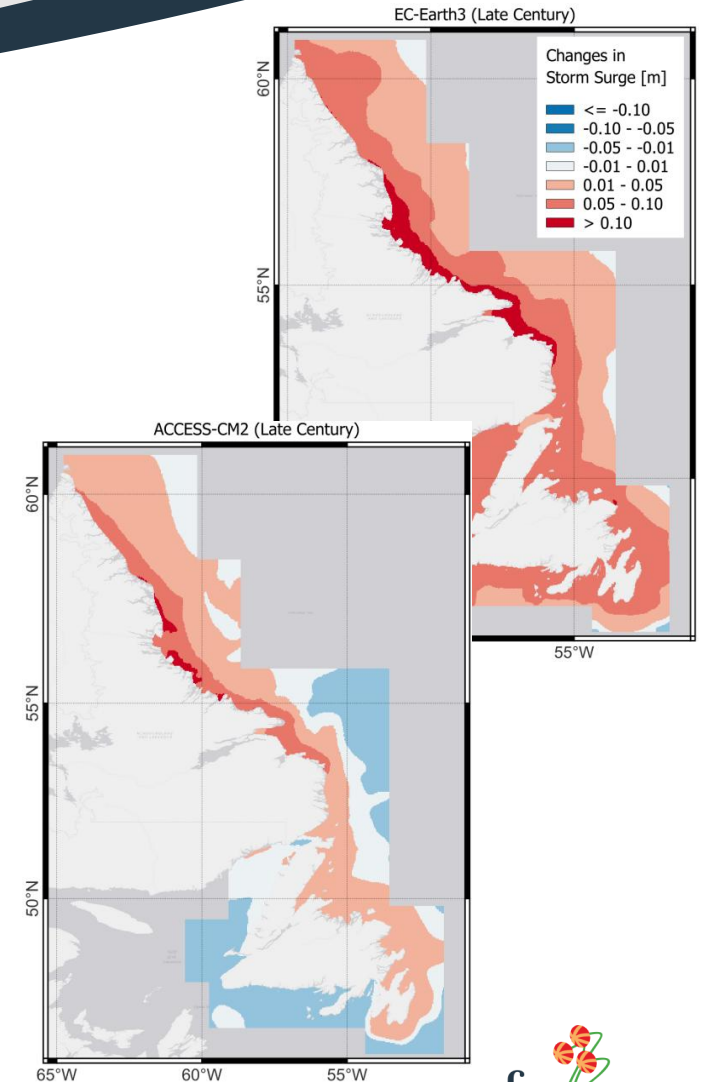 EC-Earth3 (Late Century)
Changes in
Storm Surge [m]
<= -0.10
-0.10 - -0.05
-0.05 - -0.01
-0.01 - 0.01
0.01 - 0.05
0.05 - 0.10
> 0.10
60°N
55°N
55°W
ACCESS-CM2 (Late Century)
60°N
55°N
50°N
65°W
60°W
55°W